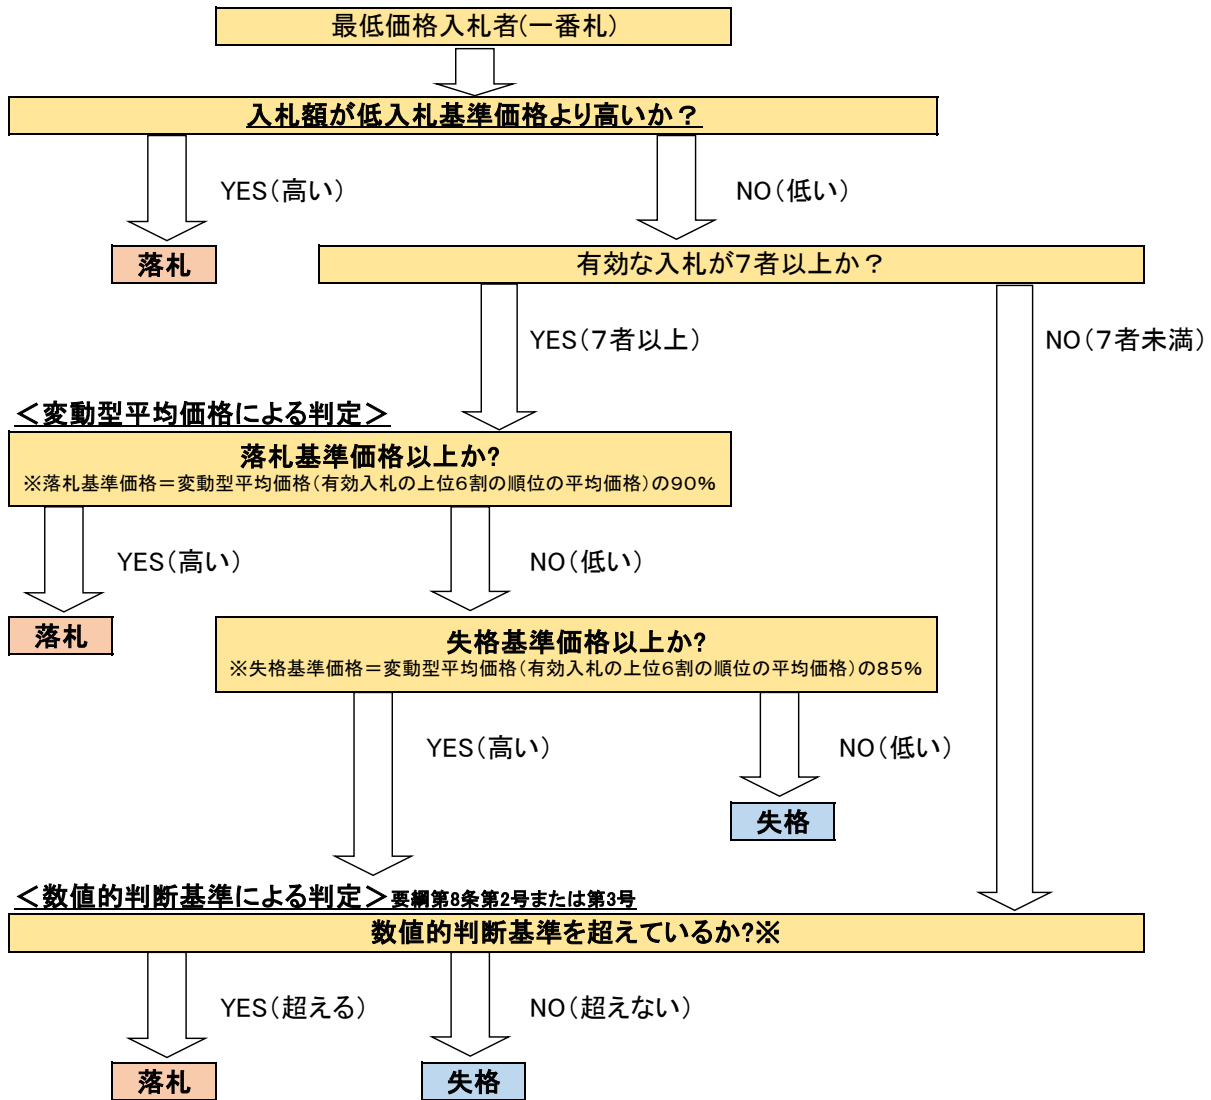 最低価格入札者(一番札)
入札額が低入札基準価格より高いか？
YES（高い）
NO（低い）
落札
有効な入札が７者以上か？
YES（７者以上）
NO（７者未満）
＜変動型平均価格による判定＞
落札基準価格以上か?
※落札基準価格＝変動型平均価格（有効入札の上位6割の順位の平均価格）の９０％
YES（高い）
NO（低い）
落札
失格基準価格以上か?
※失格基準価格＝変動型平均価格（有効入札の上位6割の順位の平均価格）の８５％
YES（高い）
NO（低い）
失格
＜数値的判断基準による判定＞要綱第8条第2号または第3号
数値的判断基準を超えているか?※
YES（超える）
NO（超えない）
落札
失格